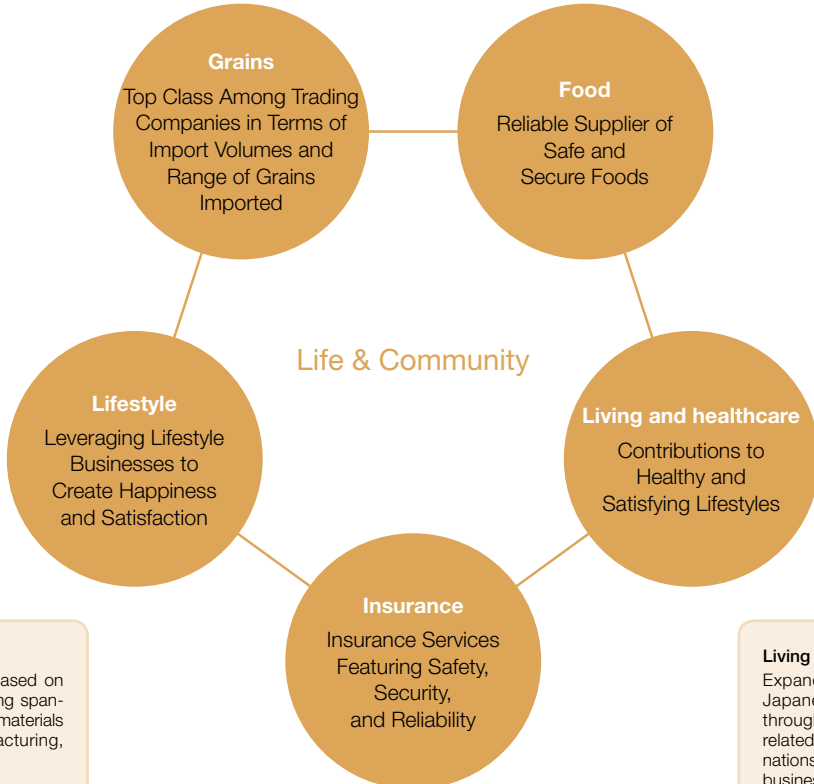 Grains
Top Class Among Trading
Companies in Terms of
Import Volumes and
Range of Grains
Imported
Food
Reliable Supplier of
Safe and
Secure Foods
Life & Community
Lifestyle
Leveraging Lifestyle
Businesses to
Create Happiness
and Satisfaction
Living and healthcare
Contributions to
Healthy and
Satisfying Lifestyles
Insurance
Insurance Services
Featuring Safety,
Security,
and Reliability
ased on
ng span-
materials
acturing,
Living
Expand
Japane
through
related
nations
busines